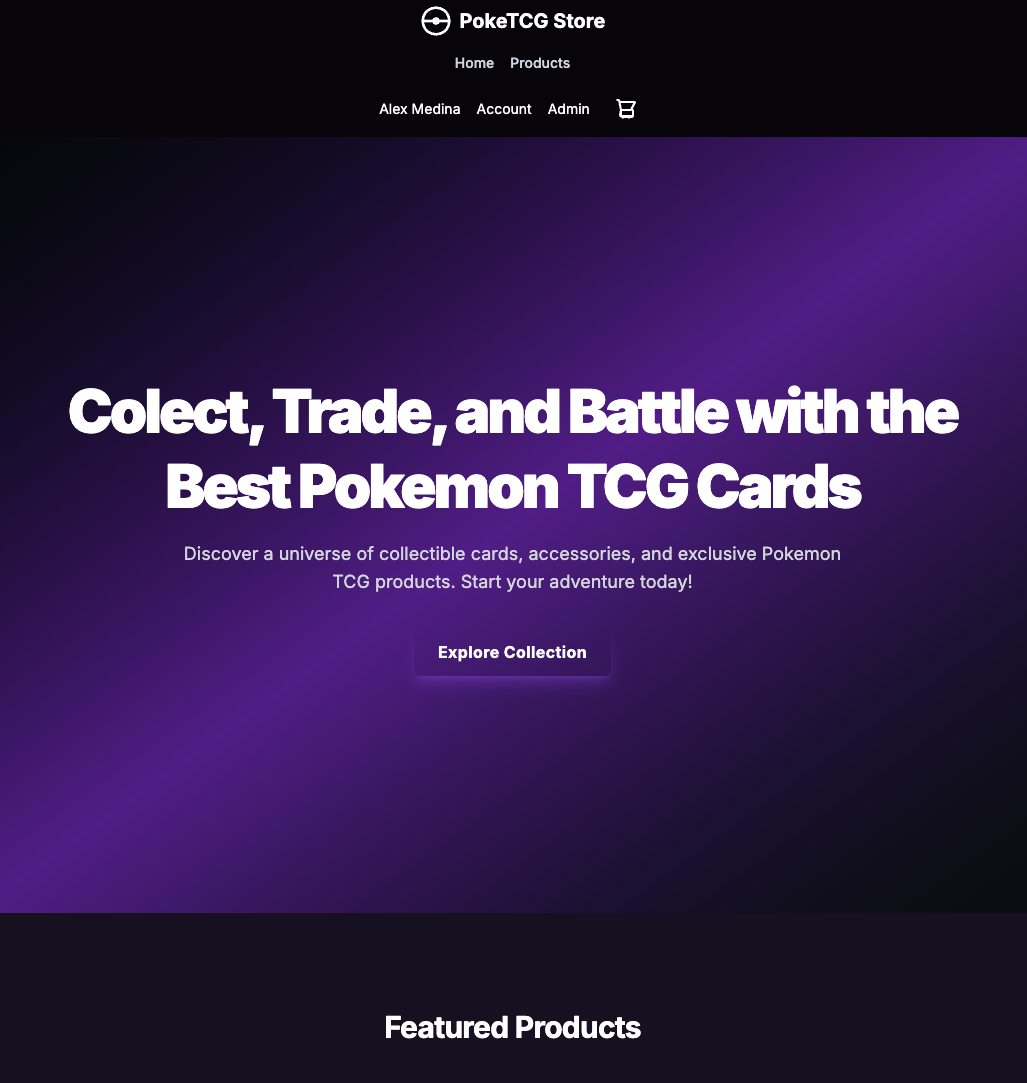 PokeTCG Store
Home Products
Alex Medina Account Admin
Colect, Trade, and Battle with the
Best Pokemon TCG Cards
Discover a universe of collectible cards, accessories, and exclusive Pokemon
TCG products. Start your adventure today!
Explore Collection
Featured Products